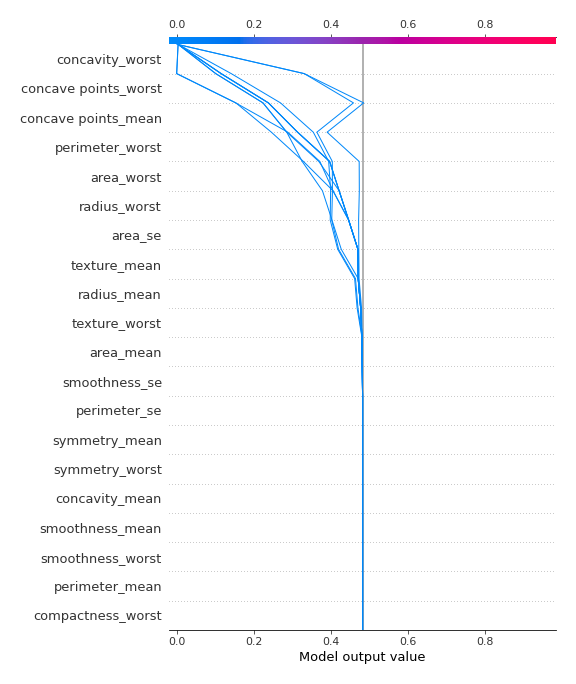 0.0 0.2 0.4 0.6 0.8
concavity_worst
concave points_worst
concave points_mean
perimeter_worst
area_worst
radius_worst
area_se
texture_mean
radius_mean
texture_worst
area_mean
smoothness_se
perimeter_se
symmetry_mean
symmetry_worst
concavity_mean
smoothness_mean
smoothness_worst
perimeter_mean
compactness_worst
0.0 0.2 0.4 0.6 0.8
Model output value